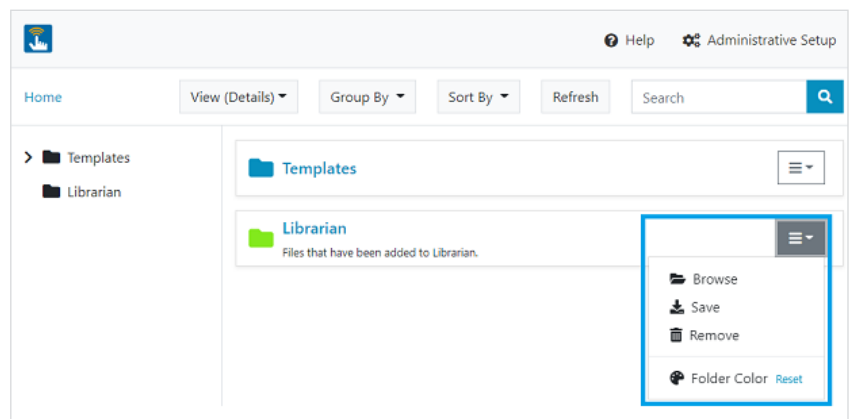 Help Administrative Setup
Home View (Details) Group By Sort By Refresh Search
Templates
Librarian
Templates
Librarian
Files that have been added to Librarian.
Browse
Save
Remove
Folder Color Reset